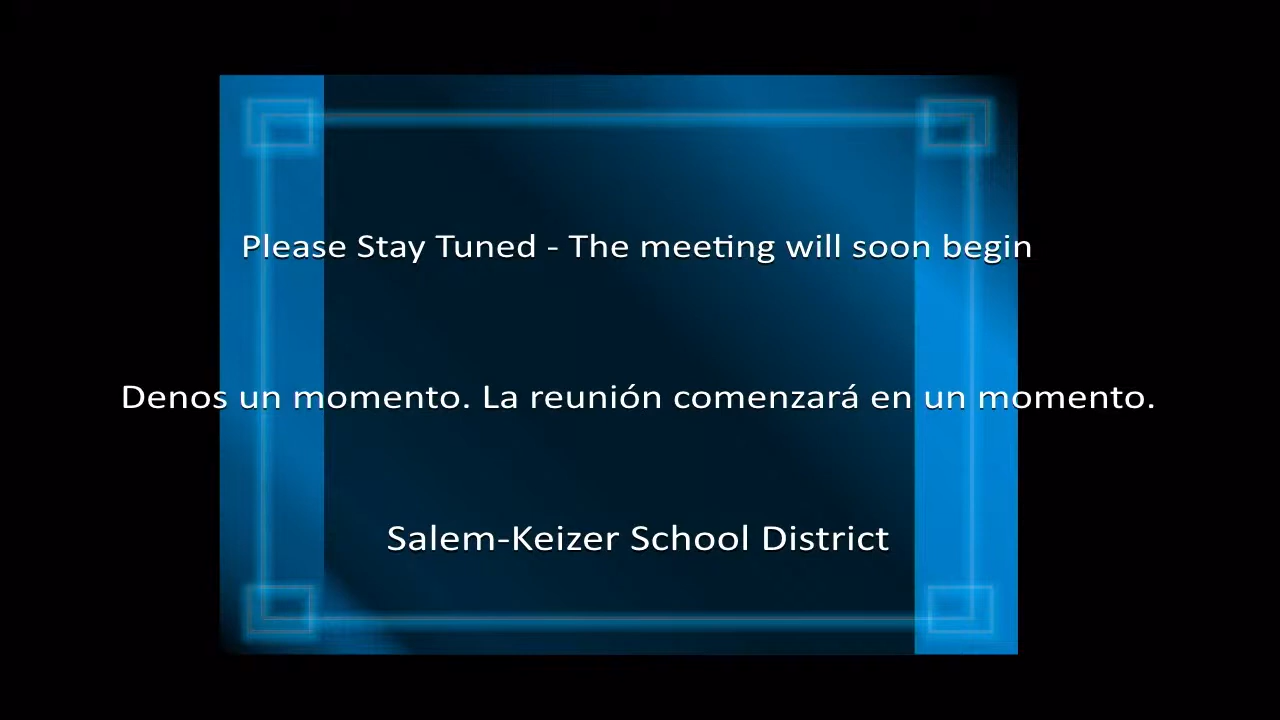 Please Stay Tuned - The meeting will soon begin
Denos un momento. La reunión comenzará en un momento.
Salem-Keizer School District